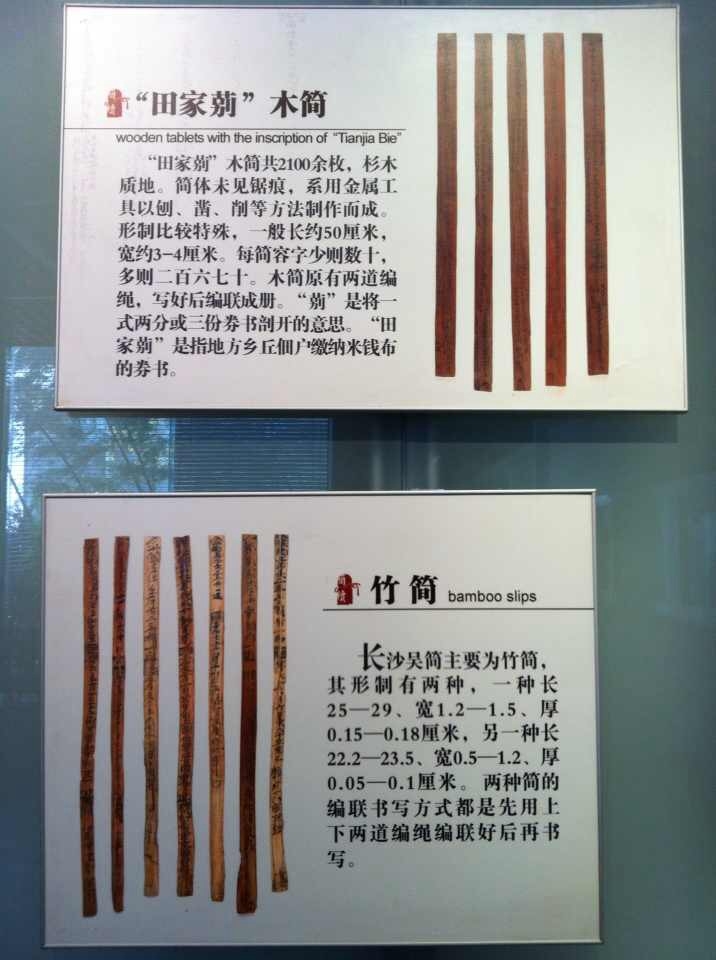 “田家莂”木简
wooden tablets with the inscription of “Tianjia Bie”
“田家莂”木简共2100余枚，杉木
质地。简体未见锯痕，系用金属工
具以刨、凿、削等方法制作而成。
形制比较特殊，一般长约50厘米，
宽约3-4厘米。每简容字少则数十，
多则二百六七十。木简原有两道编
绳，写好后编联成册。“莂”是将一
式两分或三份券书剖开的意思。“田
家莂”是指地方乡丘佃户缴纳米钱布
的券书。
竹简 bamboo slips
长沙吴简主要为竹简，
其形制有两种，一种长
25—29、宽1.2—1.5、厚
0.15—0.18厘米，另一种长
22.2—23.5、宽0.5—1.2、厚
0.05—0.1厘米。两种简的
编联书写方式都是先用上
下两道编绳编联好后再书
写。